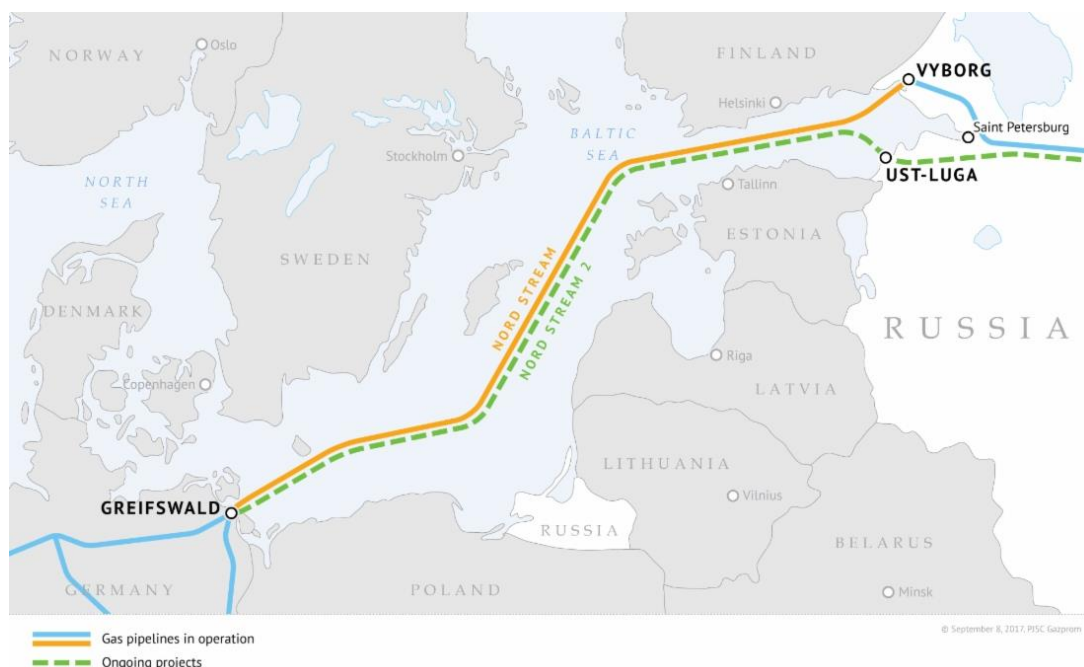 NORWAY
Oslo
FINLAND
VYBORG
Helsinki
Saint Petersburg
BALTIC
SEA
Stockholm
UST-LUGA
NORTH
SEA
Tallinn
ESTONIA
SWEDEN
NORD STREAM
NORD STREAM 2
DENMARK
RUSSIA
Riga
Copenhagen
LATVIA
LITHUANIA
Vilnius
GREIFSWALD
RUSSIA
BELARUS
GERMANY
POLAND
Minsk
© September 8, 2017, PJSC Gazprom
Gas pipelines in operation
Ongoing projects